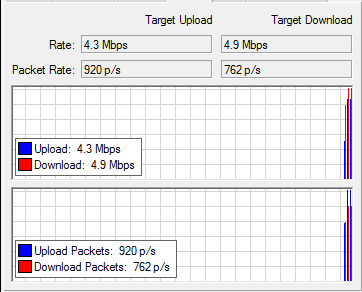 Target Upload Target Download
Rate: 4.3 Mbps 4.9 Mbps
Packet Rate: 920 p/s 762 p/s
Upload: 4.3 Mbps
Download: 4.9 Mbps
Upload Packets: 920 p/s
Download Packets: 762 p/s